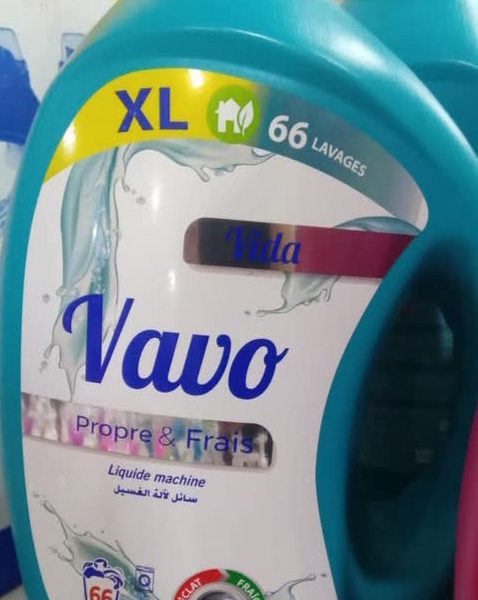 XL 66 LAVAGES
Vida
Vavo
Propre & Frais
Liquide machine
سائل لآلة الغسيل
66